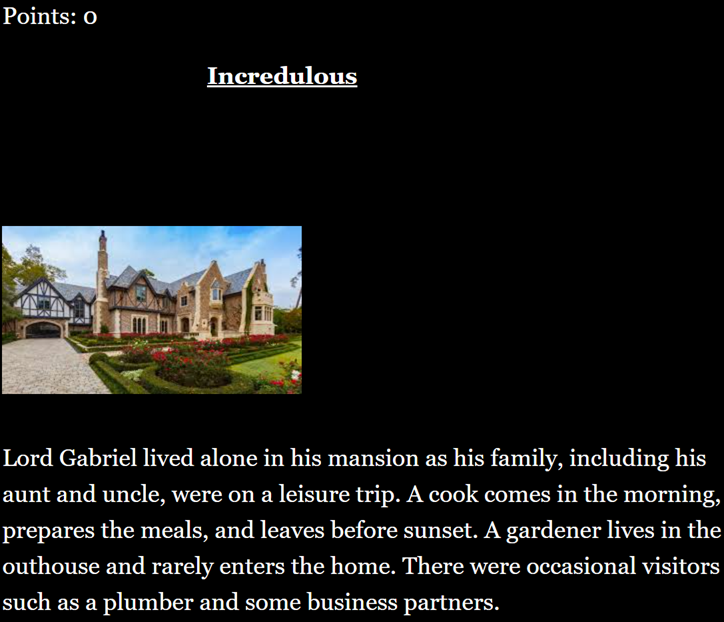 Points: 0
Incredulous
Lord Gabriel lived alone in his mansion as his family, including his
aunt and uncle, were on a leisure trip. A cook comes in the morning,
prepares the meals, and leaves before sunset. A gardener lives in the
outhouse and rarely enters the home. There were occasional visitors
such as a plumber and some business partners.